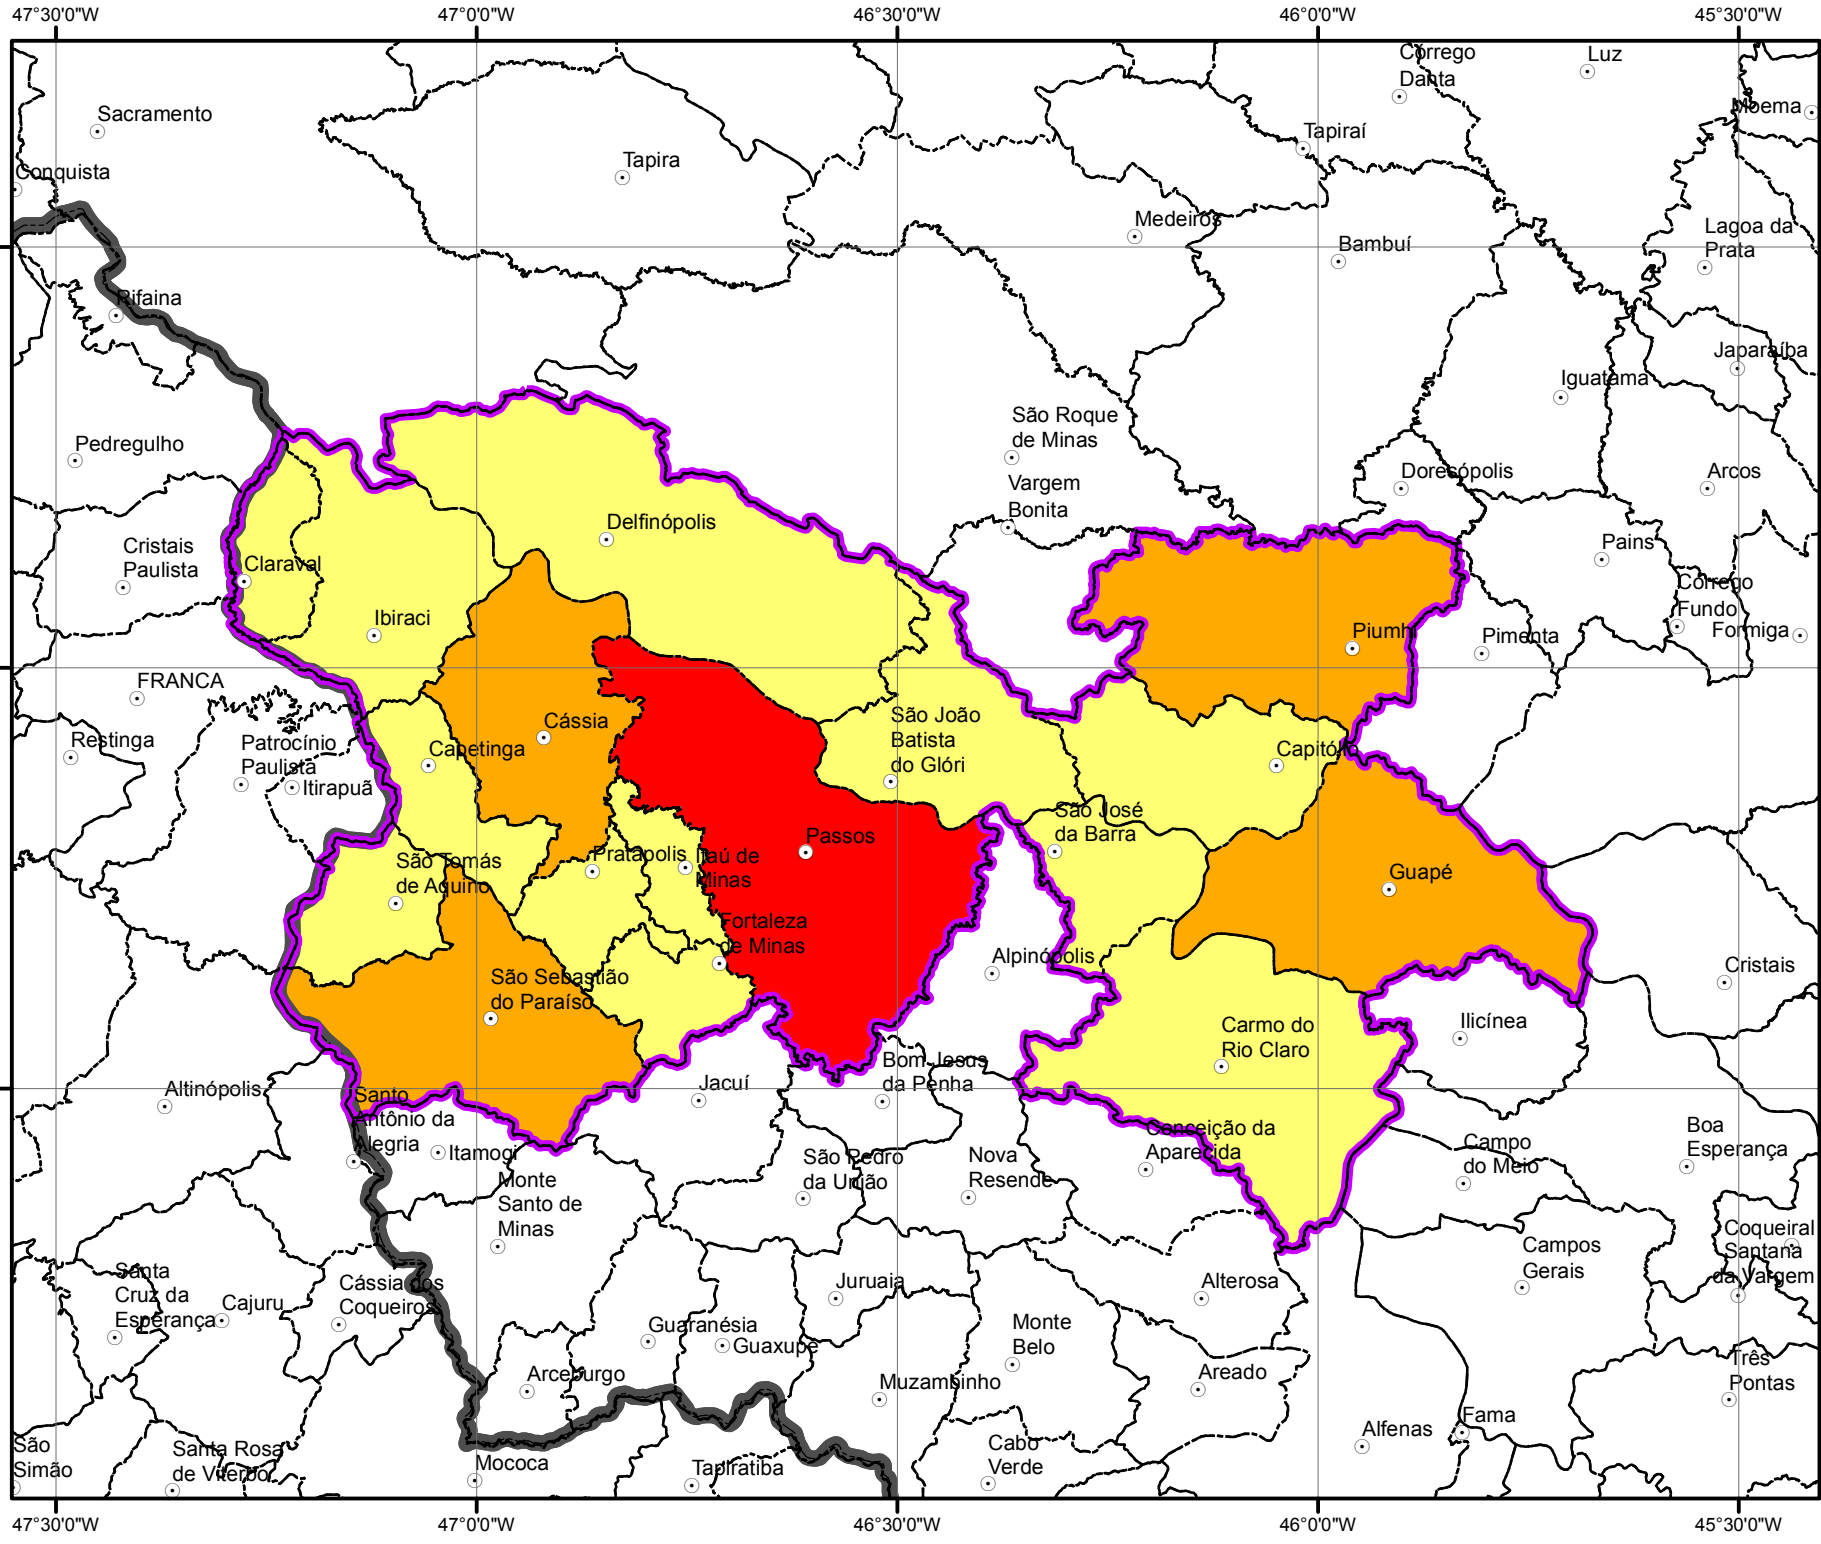 47°30'0"W 47°0'0"W 46°30'0"W 46°0'0"W 45°30'0"W
Córrego
Danta
Luz
Moema
Sacramento
Tapiraí
Tapira
Conquista
Medeiros
Bambuí
Lagoa da
Prata
Rifaina
Japaraíba
Iguatama
São Roque
de Minas
Pedregulho
Doresópolis
Arcos
Vargem
Bonita
Delfinópolis
Cristais
Paulista
Claraval
Pains
Córrego
Fundo
Formiga
Ibiraci
Piumhi
Pimenta
FRANCA
Cássia
São João
Batista
do Glóri
Restinga
Patrocínio
Paulista
Itirapuã
Capetinga
Capitólio
São José
da Barra
Passos
São Tomás
de Aquino
Pratápolis
Itaú de
Minas
Guapé
Fortaleza
de Minas
Alpinópolis
Cristais
São Sebastião
do Paraíso
Carmo do
Rio Claro
Ilicínea
Bom Jesus
da Penha
Jacuí
Altinópolis
Santo
Antônio da
Alegria
Itamogi
Conceição da
Aparecida
Campo
do Meio
Boa
Esperança
São Pedro
da União
Nova
Resende
Monte
Santo de
Minas
Coqueiral
Santana
da Vargem
Campos
Gerais
Santa
Cruz da
Esperança
Cajuru
Cássia dos
Coqueiros
Juruaia
Alterosa
Guaranésia
Guaxupé
Monte
Belo
Arceburgo
Muzambinho
Areado
Três
Pontas
Fama
Alfenas
São
Simão
Santa Rosa
de Viterbo
Mococa
Tapiratiba
Cabo
Verde
47°30'0"W 47°0'0"W 46°30'0"W 46°0'0"W 45°30'0"W